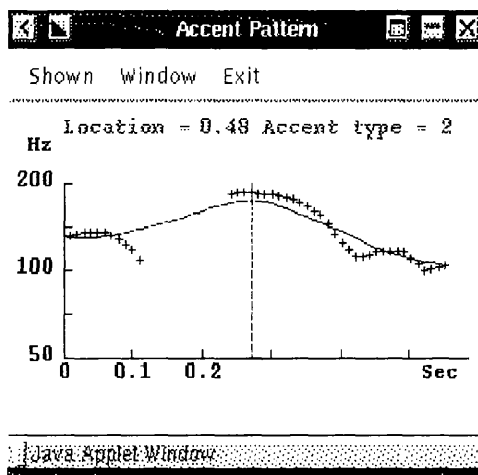 Accent Pattern
Shown Window Exit
Location = 0.48 Accent type = 2
Hz
200
100
50
0 0.1 0.2 Sec
Java Applet Window